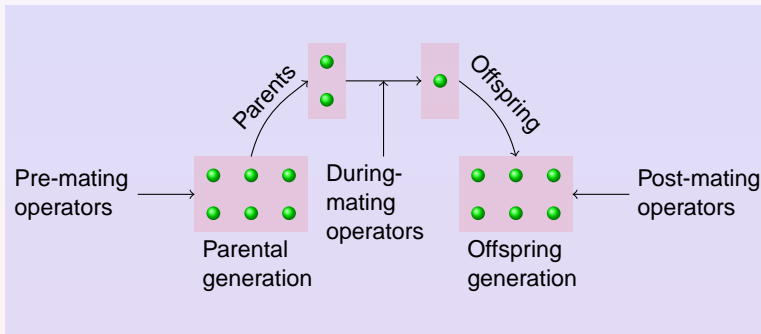 Parents
Offspring
Pre-mating
operators
During-
mating
operators
Post-mating
operators
Parental
generation
Offspring
generation